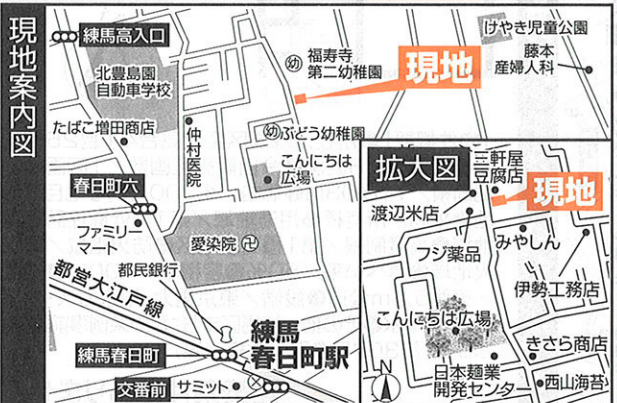 現地案内図
練馬高入口
北豊島園
自動車学校
たばこ増田商店
仲村医院
幼
福寿寺
第二幼稚園
現地
けやき児童公園
藤本
産婦人科
幼
ぶどう幼稚園
こんにちは
広場
春日町六
ファミリー
マート
愛染院
卍
都民銀行
都営大江戸線
練馬
春日町駅
練馬春日町
交番前
サミット
拡大図
三軒屋
豆腐店
現地
渡辺米店
フジ薬品
みやしん
伊勢工務店
こんにちは広場
きさら商店
日本麺業
開発センター
西山海苔
N